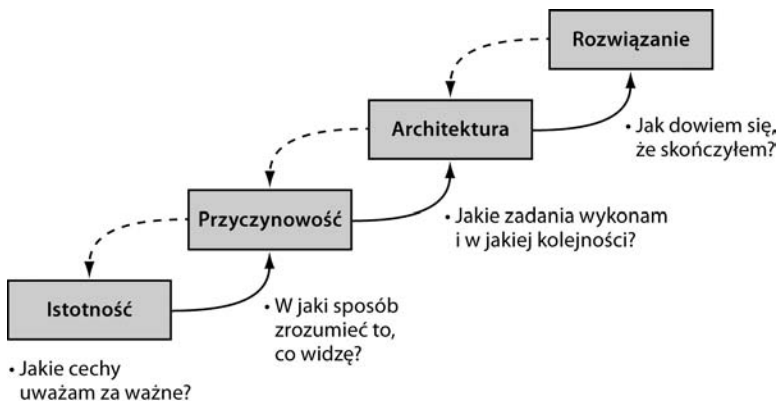 Rozwiązanie
Architektura
• Jak dowiem się,
że skończyłem?
Przyczynowość
• Jakie zadania wykonam
i w jakiej kolejności?
Istotność
• W jaki sposób
zrozumieć to,
co widzę?
• Jakie cechy
uważam za ważne?